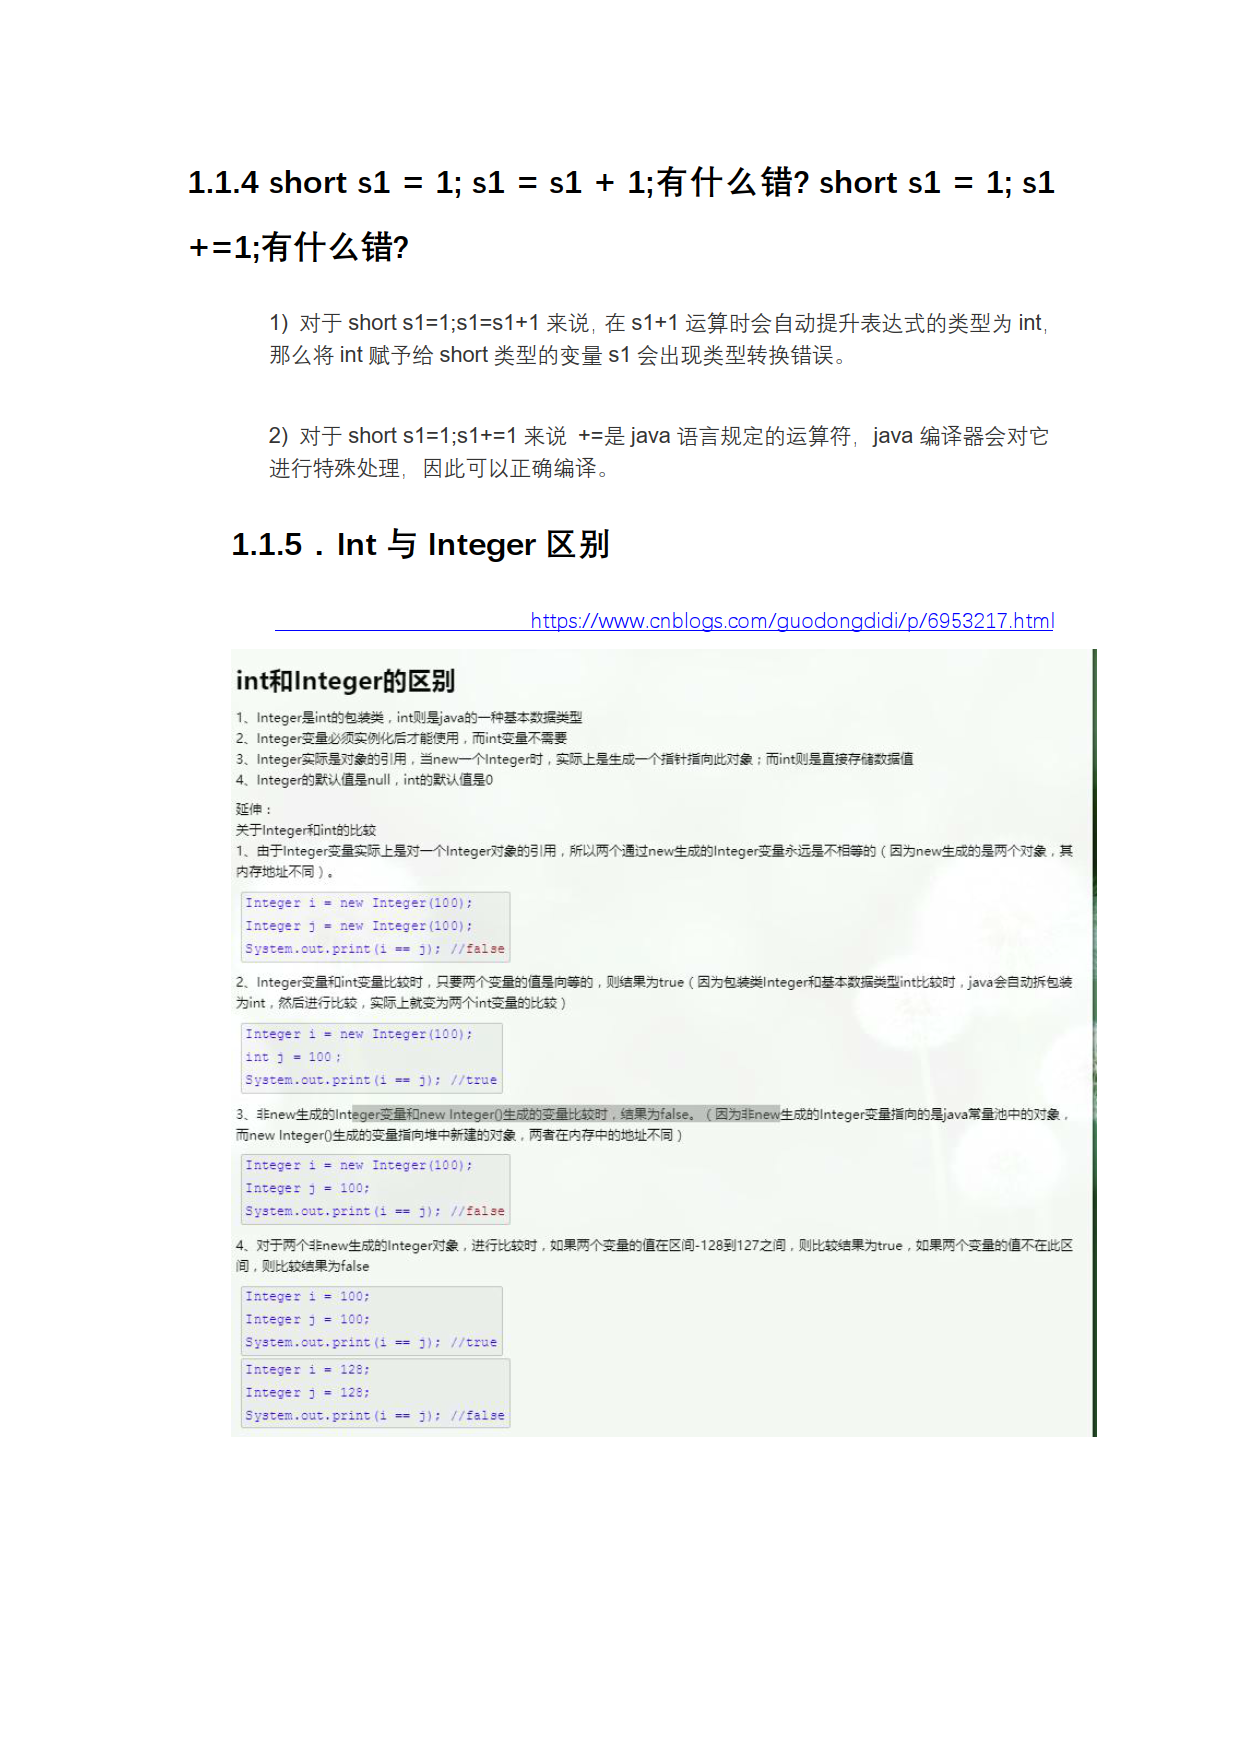 1.1.4 short s1 = 1; s1 = s1 + 1;有什么错? short s1 = 1; s1
+=1;有什么错?
1) 对于 short s1=1;s1=s1+1 来说, 在 s1+1 运算时会自动提升表达式的类型为 int,
那么将 int 赋予给 short 类型的变量 s1 会出现类型转换错误。
2) 对于 short s1=1;s1+=1 来说 +=是 java 语言规定的运算符, java 编译器会对它
进行特殊处理, 因此可以正确编译。
1.1.5 . Int 与 Integer 区别
https://www.cnblogs.com/guodongdidi/p/6953217.html
int和Integer的区别
1、Integer是int的包装类，int则是java的一种基本数据类型
2、Integer变量必须实例化后才能使用，而int变量不需要
3、Integer实际是对象的引用，当new一个Integer时，实际上是生成一个指针指向此对象；而int则是直接存储数据值
4、Integer的默认值是null，int的默认值是0
延伸：
关于Integer和int的比较
1、由于Integer变量实际上是对一个Integer对象的引用，所以两个通过new生成的Integer变量永远是不相等的（因为new生成的是两个对象，其
内存地址不同）。
Integer i = new Integer(100);
Integer j = new Integer(100);
System.out.print(i == j); //false
2、Integer变量和int变量比较时，只要两个变量的值是向等的，则结果为true（因为包装类Integer和基本数据类型int比较时，java会自动拆包装
为int，然后进行比较，实际上就变为两个int变量的比较）
Integer i = new Integer(100);
int j = 100；
System.out.print(i == j); //true
3、非new生成的Integer变量和new Integer()生成的变量比较时，结果为false。（因为非new生成的Integer变量指向的是java常量池中的对象，
而new Integer()生成的变量指向堆中新建的对象，两者在内存中的地址不同）
Integer i = new Integer(100);
Integer j = 100;
System.out.print(i == j); //false
4、对于两个非new生成的Integer对象，进行比较时，如果两个变量的值在区间-128到127之间，则比较结果为true，如果两个变量的值不在此区
间，则比较结果为false
Integer i = 100;
Integer j = 100;
System.out.print(i == j); //true
Integer i = 128;
Integer j = 128;
System.out.print(i == j); //false